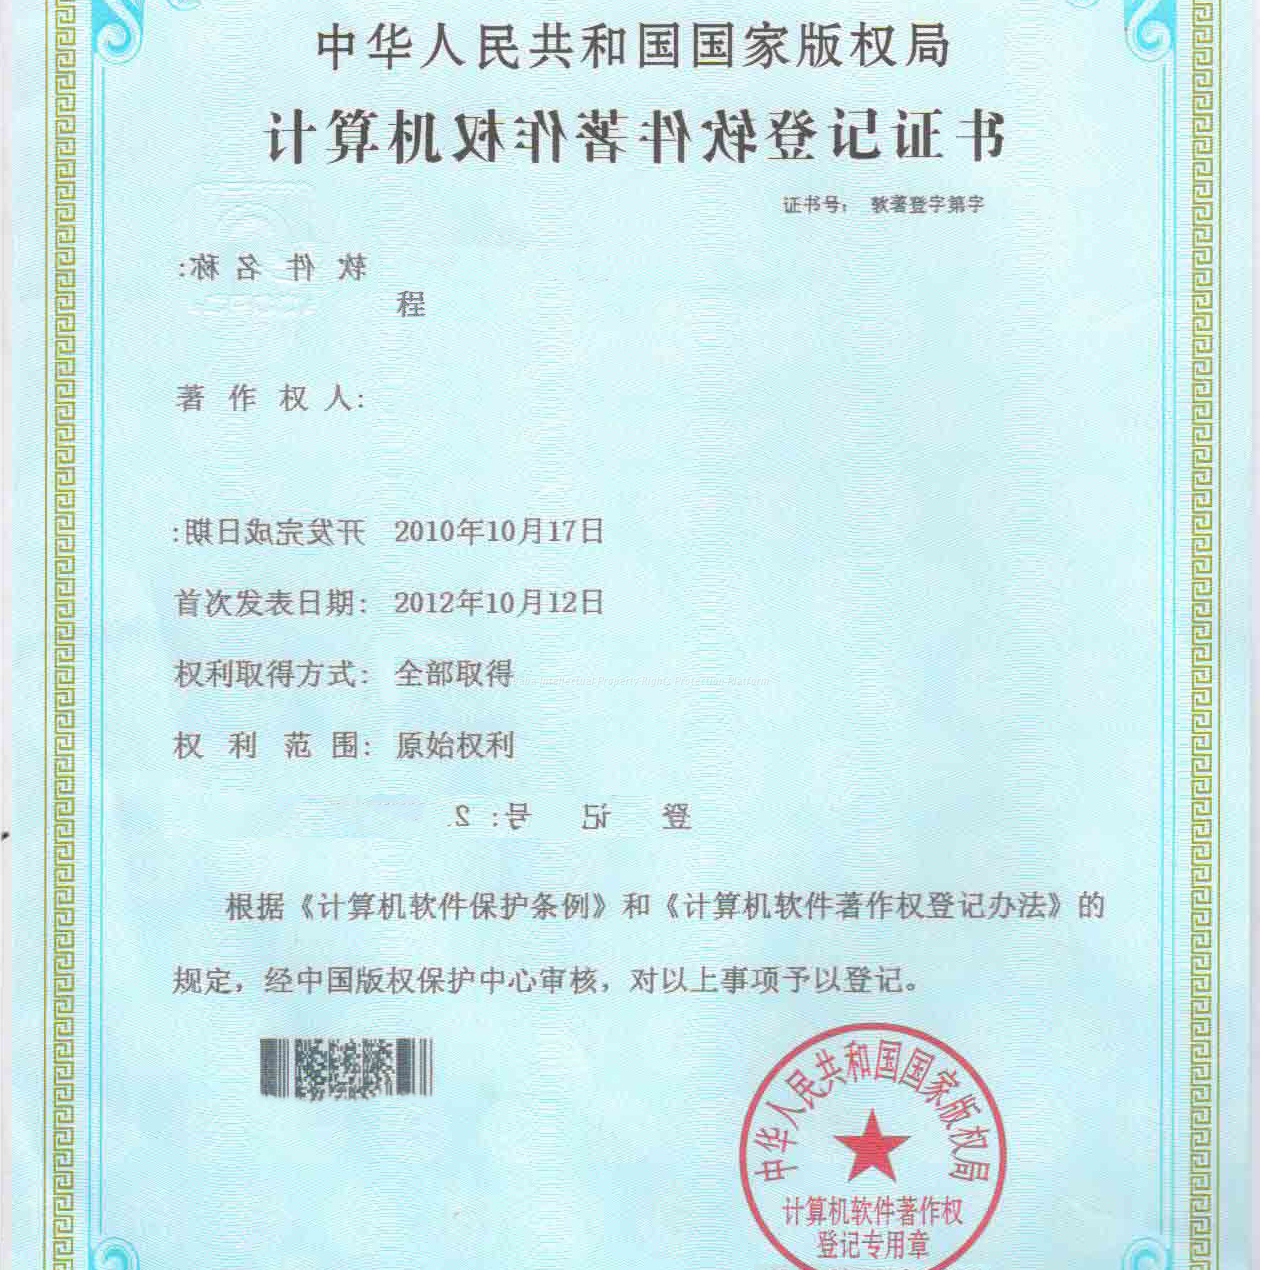 中华人民共和国国家版权局
计算机软件著作权登记证书
证书号： 软著登字第字
软 件 名 称:
程
著 作 权 人:
开发完成日期: 2010年10月17日
首次发表日期: 2012年10月12日
权利取得方式: 全部取得
Intellectual Property Rights Protection Platform
权 利 范 围: 原始权利
登 记 号: 2
根据《计算机软件保护条例》和《计算机软件著作权登记办法》的
规定，经中国版权保护中心审核，对以上事项予以登记。
中华人民共和国国家版权局
计算机软件著作权
登记专用章